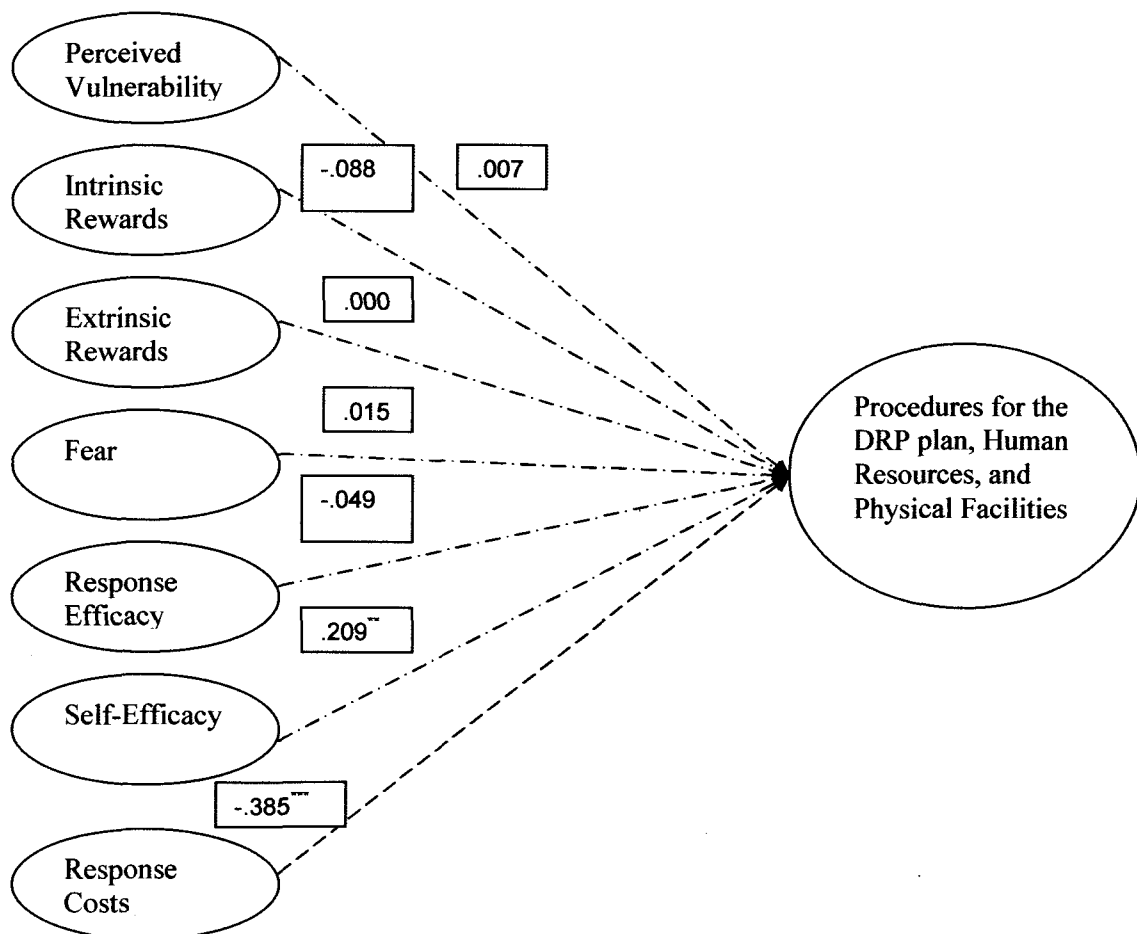 Perceived
Vulnerability
-.088
.007
Intrinsic
Rewards
.000
Extrinsic
Rewards
.015
Fear
-.049
Procedures for the
DRP plan, Human
Resources, and
Physical Facilities
Response
Efficacy
.209**
Self-Efficacy
-.385***
Response
Costs